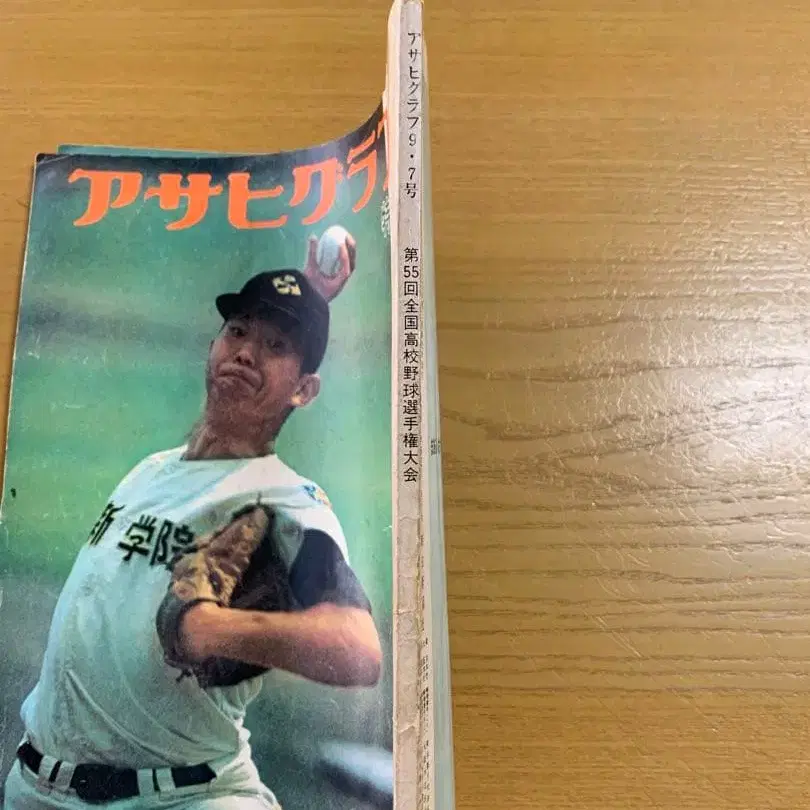 アサヒグラフ
アサヒグラフ 9・7号
第55回全国高校野球選手権大会
S
新学院